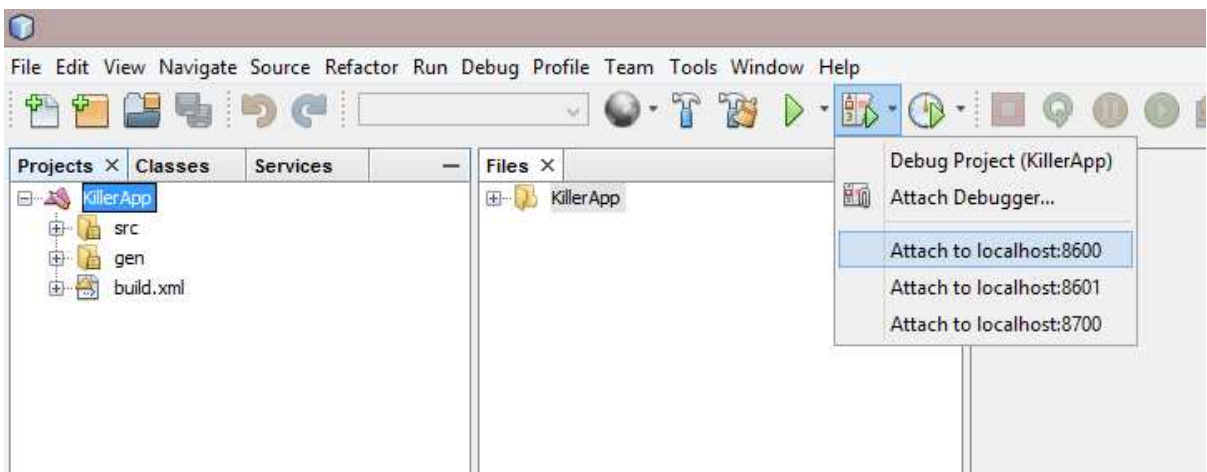 File Edit View Navigate Source Refactor Run Debug Profile Team Tools Window Help
Projects Classes Services
Files
KillerApp
src
gen
build.xml
KillerApp
Debug Project (KillerApp)
Attach Debugger...
Attach to localhost:8600
Attach to localhost:8601
Attach to localhost:8700